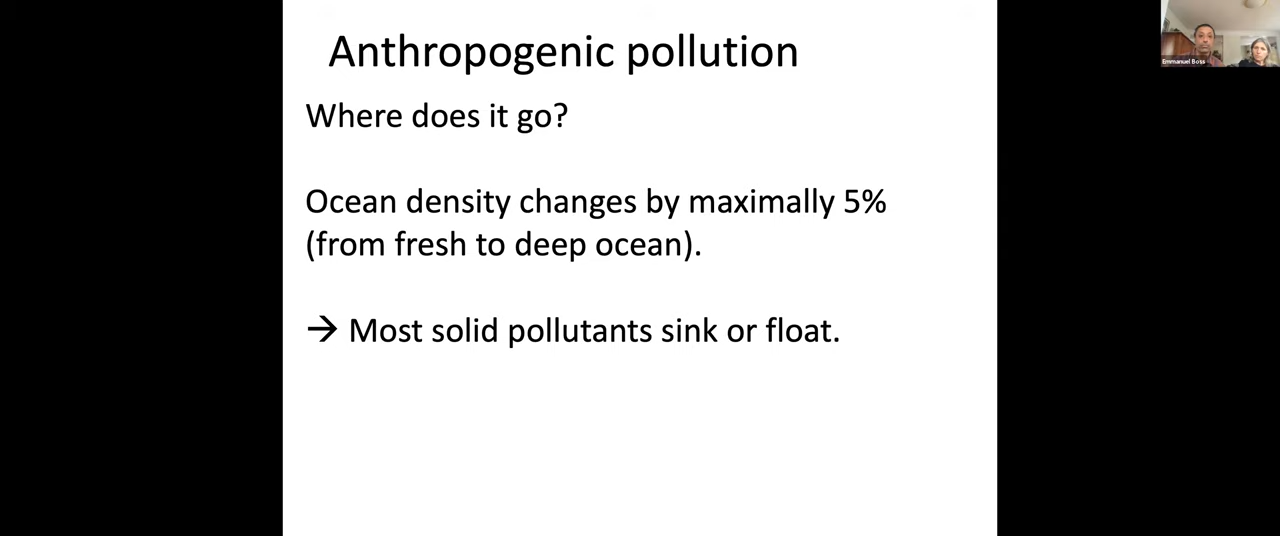 Anthropogenic pollution
Where does it go?
Ocean density changes by maximally 5%
(from fresh to deep ocean).
→ Most solid pollutants sink or float.
Emmanuel Boss